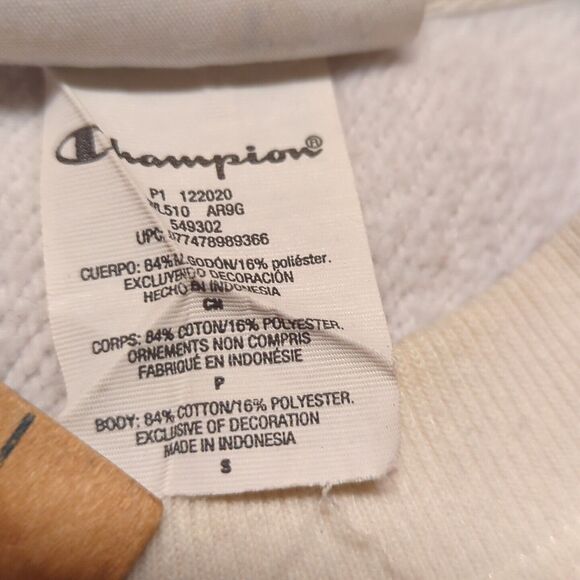 Champion®
P1 122020
AR9G
549302
UPC: 77478989366
CUERPO: 84% ALGODÓN/16% poliéster.
EXCLUYENDO DECORACIÓN
HECHO EN INDONESIA
CH
CORPS: 84% COTON/16% POLYESTER.
ORNEMENTS NON COMPRIS
FABRIQUÉ EN INDONÉSIE
P
BODY: 84% COTTON/16% POLYESTER.
EXCLUSIVE OF DECORATION
MADE IN INDONESIA
S